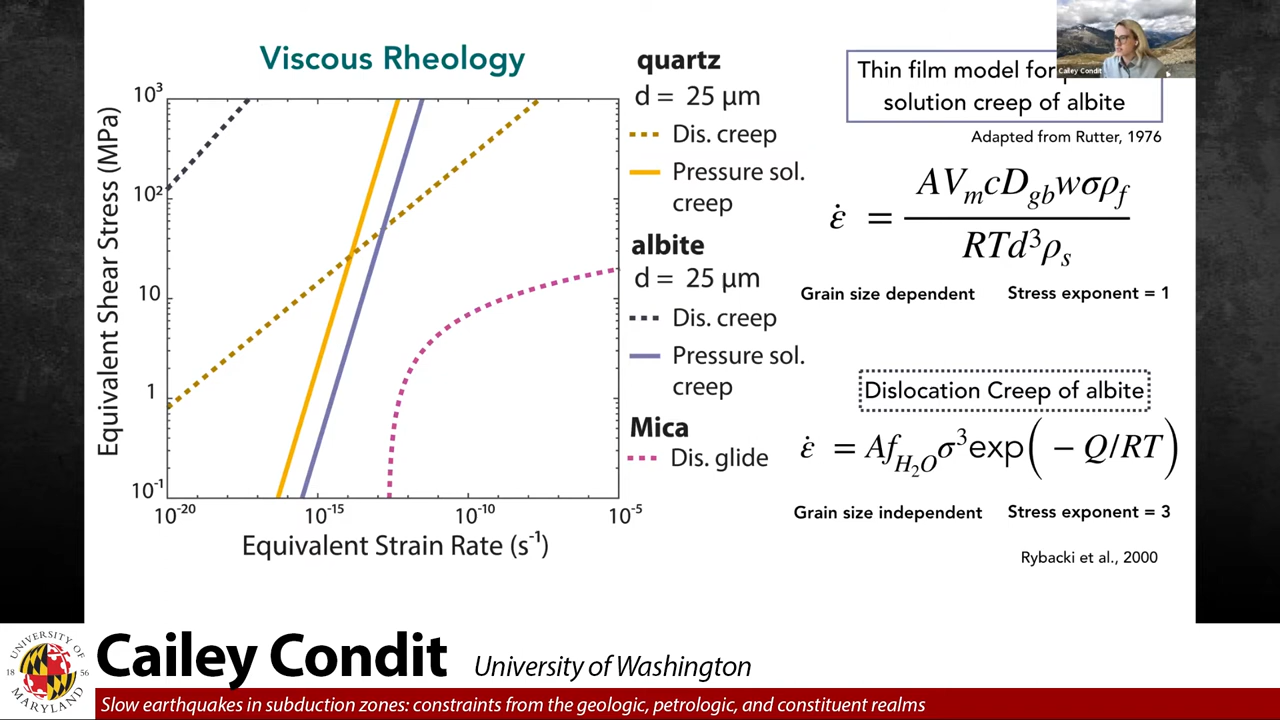 Viscous Rheology
Equivalent Shear Stress (MPa)
10³
10²
10
1
10⁻¹
10⁻²⁰
10⁻¹⁵
10⁻¹⁰
10⁻⁵
Equivalent Strain Rate (s⁻¹)
quartz
d = 25 µm
Dis. creep
Pressure sol.
creep
albite
d = 25 µm
Dis. creep
Pressure sol.
creep
Mica
Dis. glide
Cailey Condit
Thin film model for
solution creep of albite
Adapted from Rutter, 1976
ε̇ = AV_m cD_gb wσρ_f / RTd³ρ_s
Grain size dependent Stress exponent = 1
Dislocation Creep of albite
ε̇ = Af_H₂O σ³exp( − Q/RT)
Grain size independent Stress exponent = 3
Rybacki et al., 2000
UNIVERSITY OF
18 56
MARYLAND
Cailey Condit University of Washington
Slow earthquakes in subduction zones: constraints from the geologic, petrologic, and constituent realms